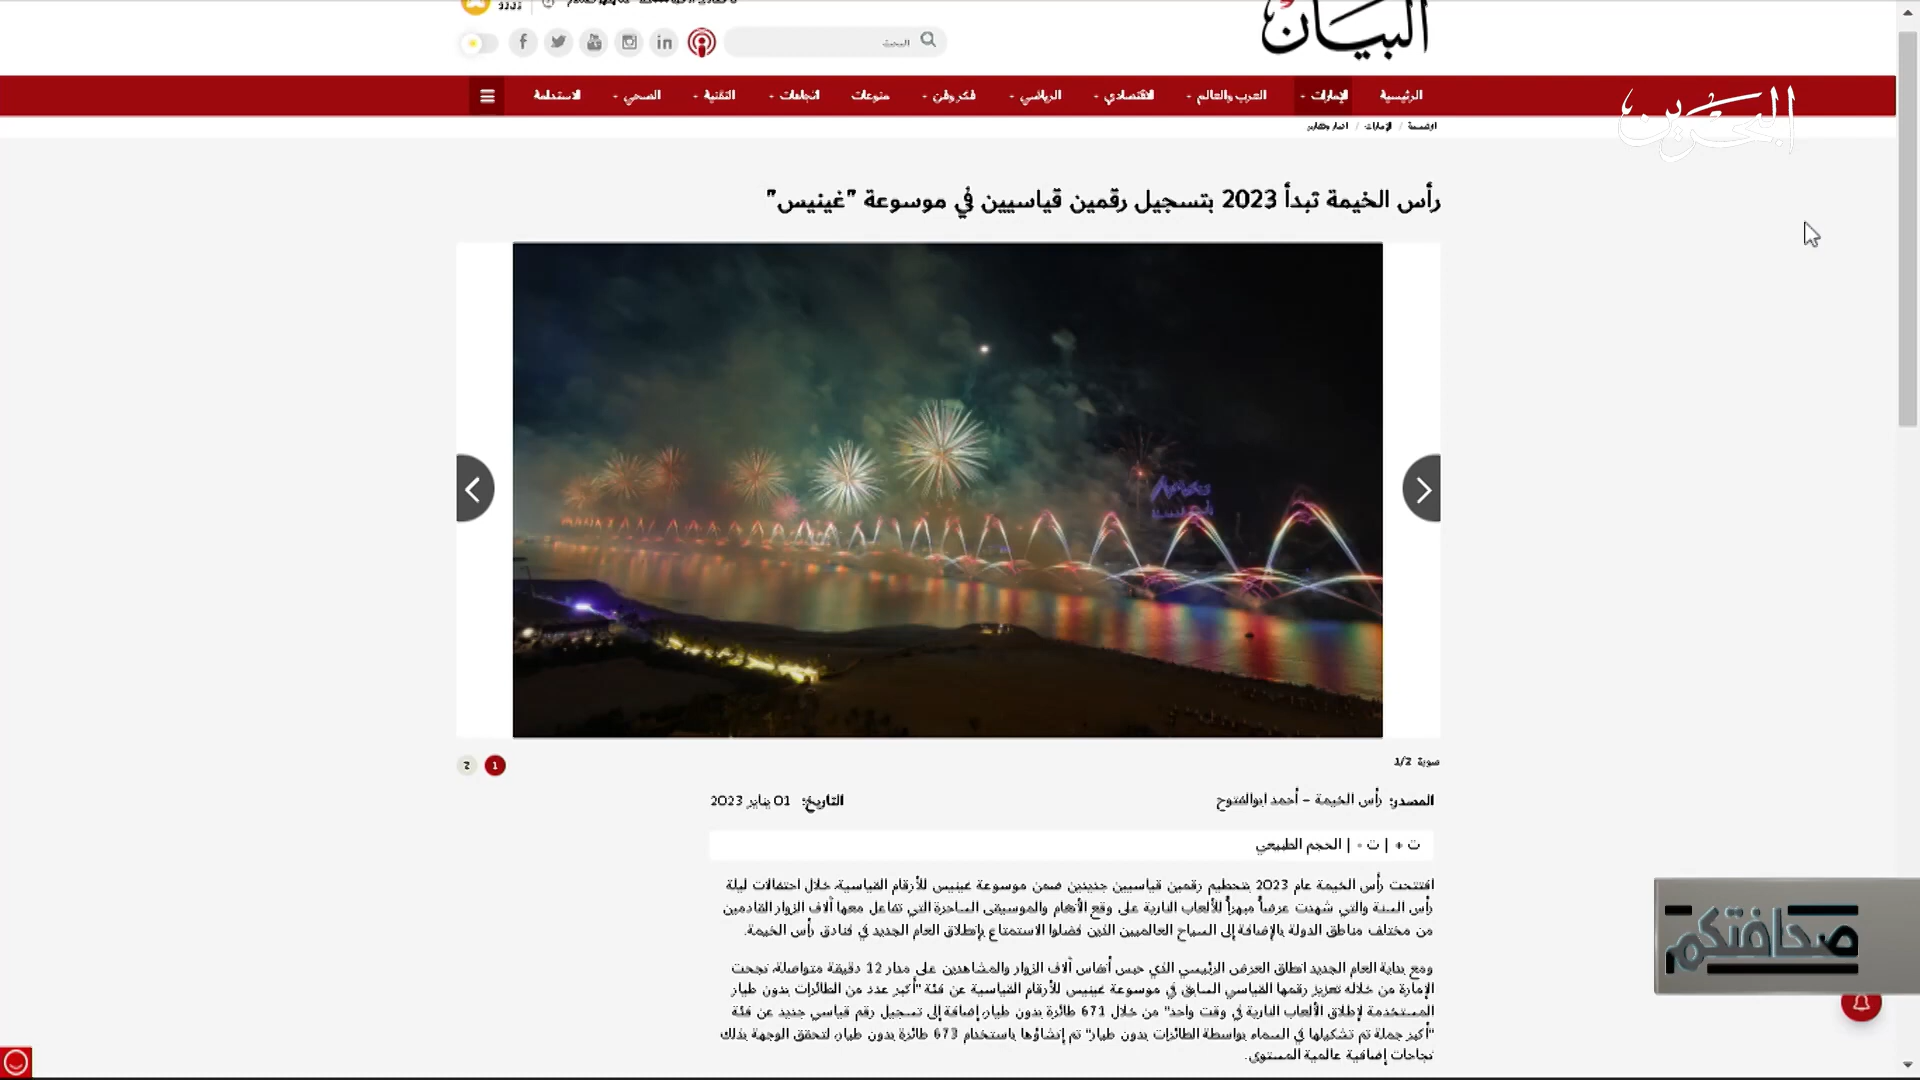 البيان
البحث
الرئيسية
الإمارات
العرب والعالم
الاقتصادي
الرياضي
فكر وفن
منوعات
اتجاهات
التقنية
الصحي
الاستدامة
البحرين
الرئيسية / الإمارات / أخبار وتقارير
رأس الخيمة تبدأ 2023 بتسجيل رقمين قياسيين في موسوعة "غينيس"
صورة 1/2
1
2
المصدر: رأس الخيمة – أحمد ابوالفتوح
التاريخ: 01 يناير 2023
ت + | ت - | الحجم الطبيعي
افتتحت رأس الخيمة عام 2023 بتحطيم رقمين قياسيين جديدين ضمن موسوعة غينيس للأرقام القياسية، خلال احتفالات ليلة
رأس السنة والتي شهدت عرضاً مبهراً للألعاب النارية على وقع الأنغام والموسيقى الساحرة التي تفاعل معها آلاف الزوار القادمين
من مختلف مناطق الدولة بالإضافة إلى السياح العالميين الذين فضلوا الاستمتاع بإنطلاق العام الجديد في فنادق رأس الخيمة.
ومع بداية العام الجديد انطلق العرض الرئيسي الذي حبس أنفاس آلاف الزوار والمشاهدين على مدار 12 دقيقة متواصلة، نجحت
الإمارة من خلاله تعزيز رقمها القياسي السابق في موسوعة غينيس للأرقام القياسية عن فئة "أكبر عدد من الطائرات بدون طيار
المستخدمة لإطلاق الألعاب النارية في وقت واحد" من خلال 671 طائرة بدون طيار، إضافة إلى تسجيل رقم قياسي جديد عن فئة
"أكبر جملة تم تشكيلها في السماء بواسطة الطائرات بدون طيار" تم إنشاؤها باستخدام 673 طائرة بدون طيار، لتحقق الوجهة بذلك
نجاحات إضافية عالمية المستوى.
صحافتكم